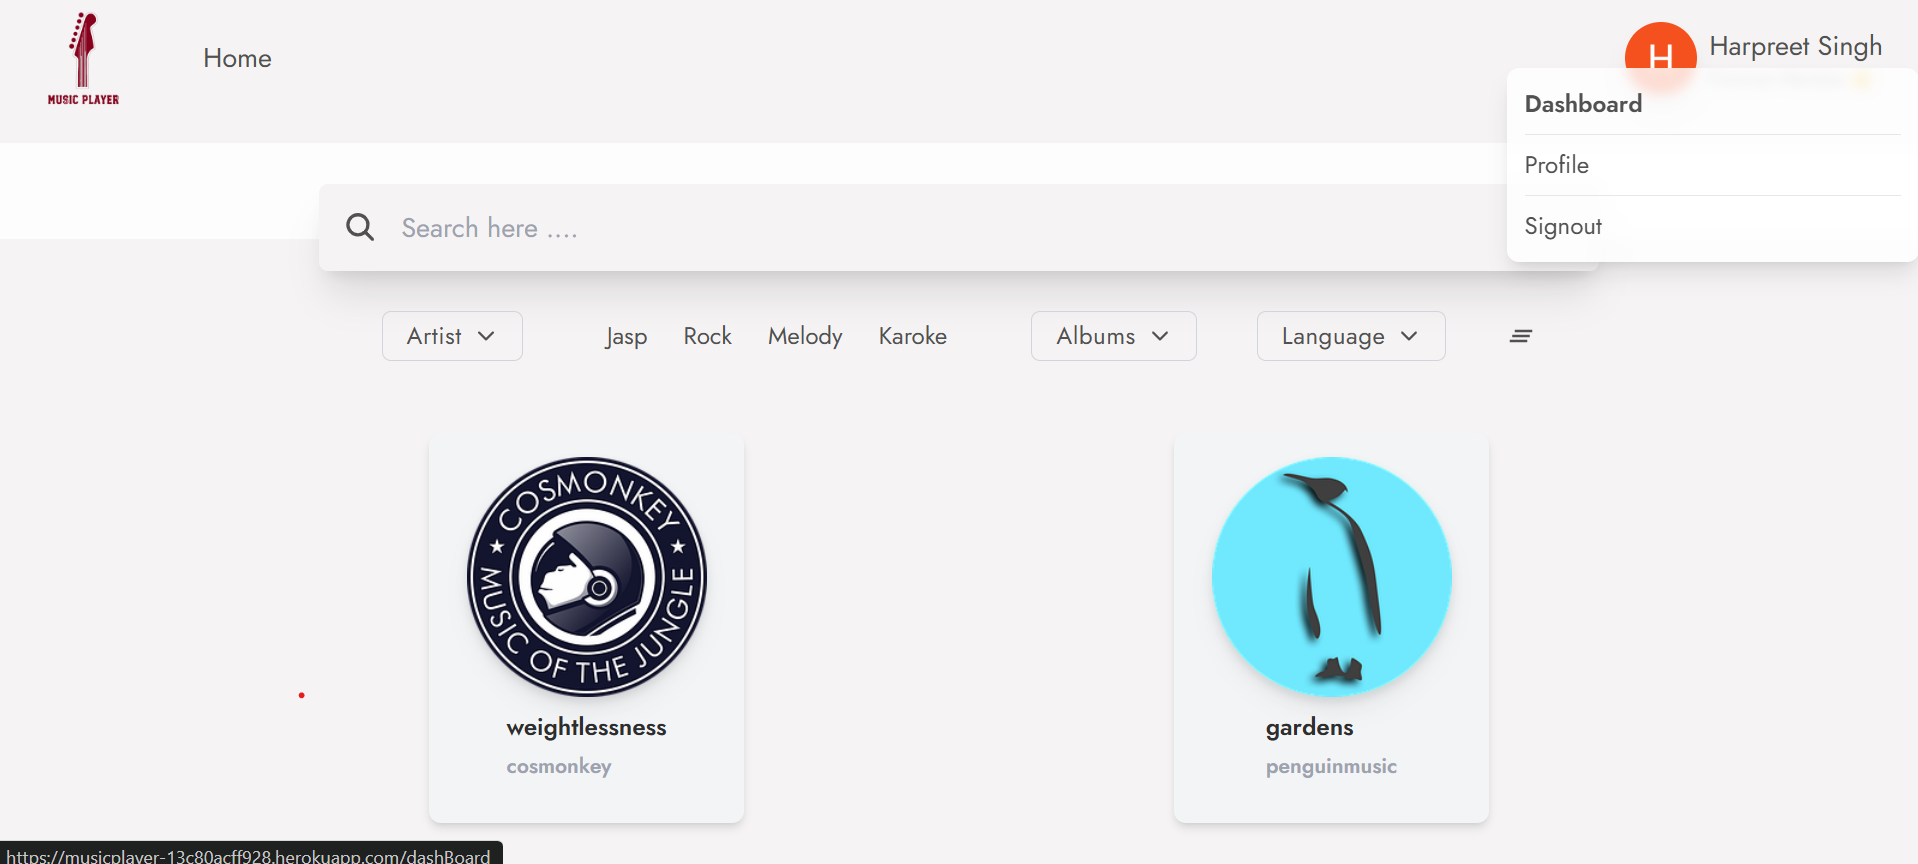 MUSIC PLAYER
Home
H
Harpreet Singh
Dashboard
Profile
Signout
Search here ....
Artist
Jasp
Rock
Melody
Karoke
Albums
Language
COSMONKEY
MUSIC OF THE JUNGLE
weightlessness
cosmonkey
gardens
penguinmusic
https://musicplayer-13c80acff928.herokuapp.com/dashBoard